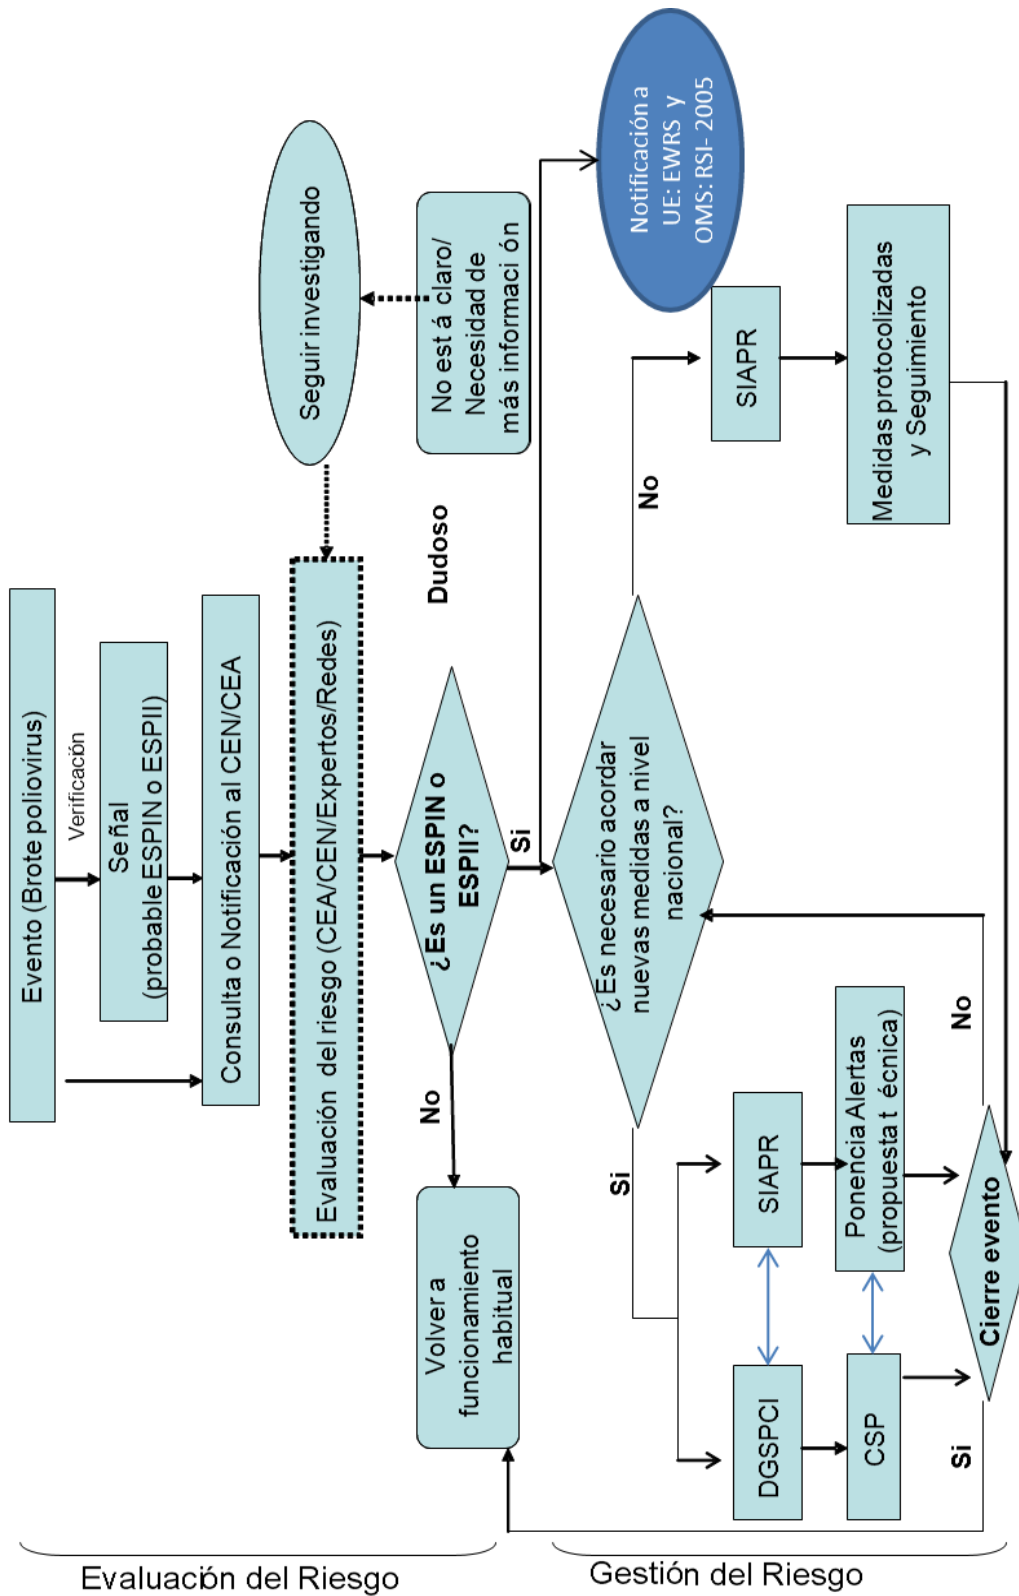 Evento (Brote poliovirus)
Verificación
Señal
(probable ESPIN o ESPII)
Consulta o Notificación al CEN/CEA
Evaluación del riesgo (CEA/CEN/Expertos/Redes)
Seguir investigando
¿Es un ESPIN o
ESPII?
No
Dudoso
Si
No est á claro/
Necesidad de
más informaci ón
Volver a
funcionamiento
habitual
¿Es necesario acordar
nuevas medidas a nivel
nacional?
Notificación a
UE: EWRS y
OMS: RSI- 2005
Si
No
DGSPCI
SIAPR
SIAPR
CSP
Ponencia Alertas
(propuesta t écnica)
Medidas protocolizadas
y Seguimiento
Si
Cierre evento
No
Evaluación del Riesgo
Gestión del Riesgo